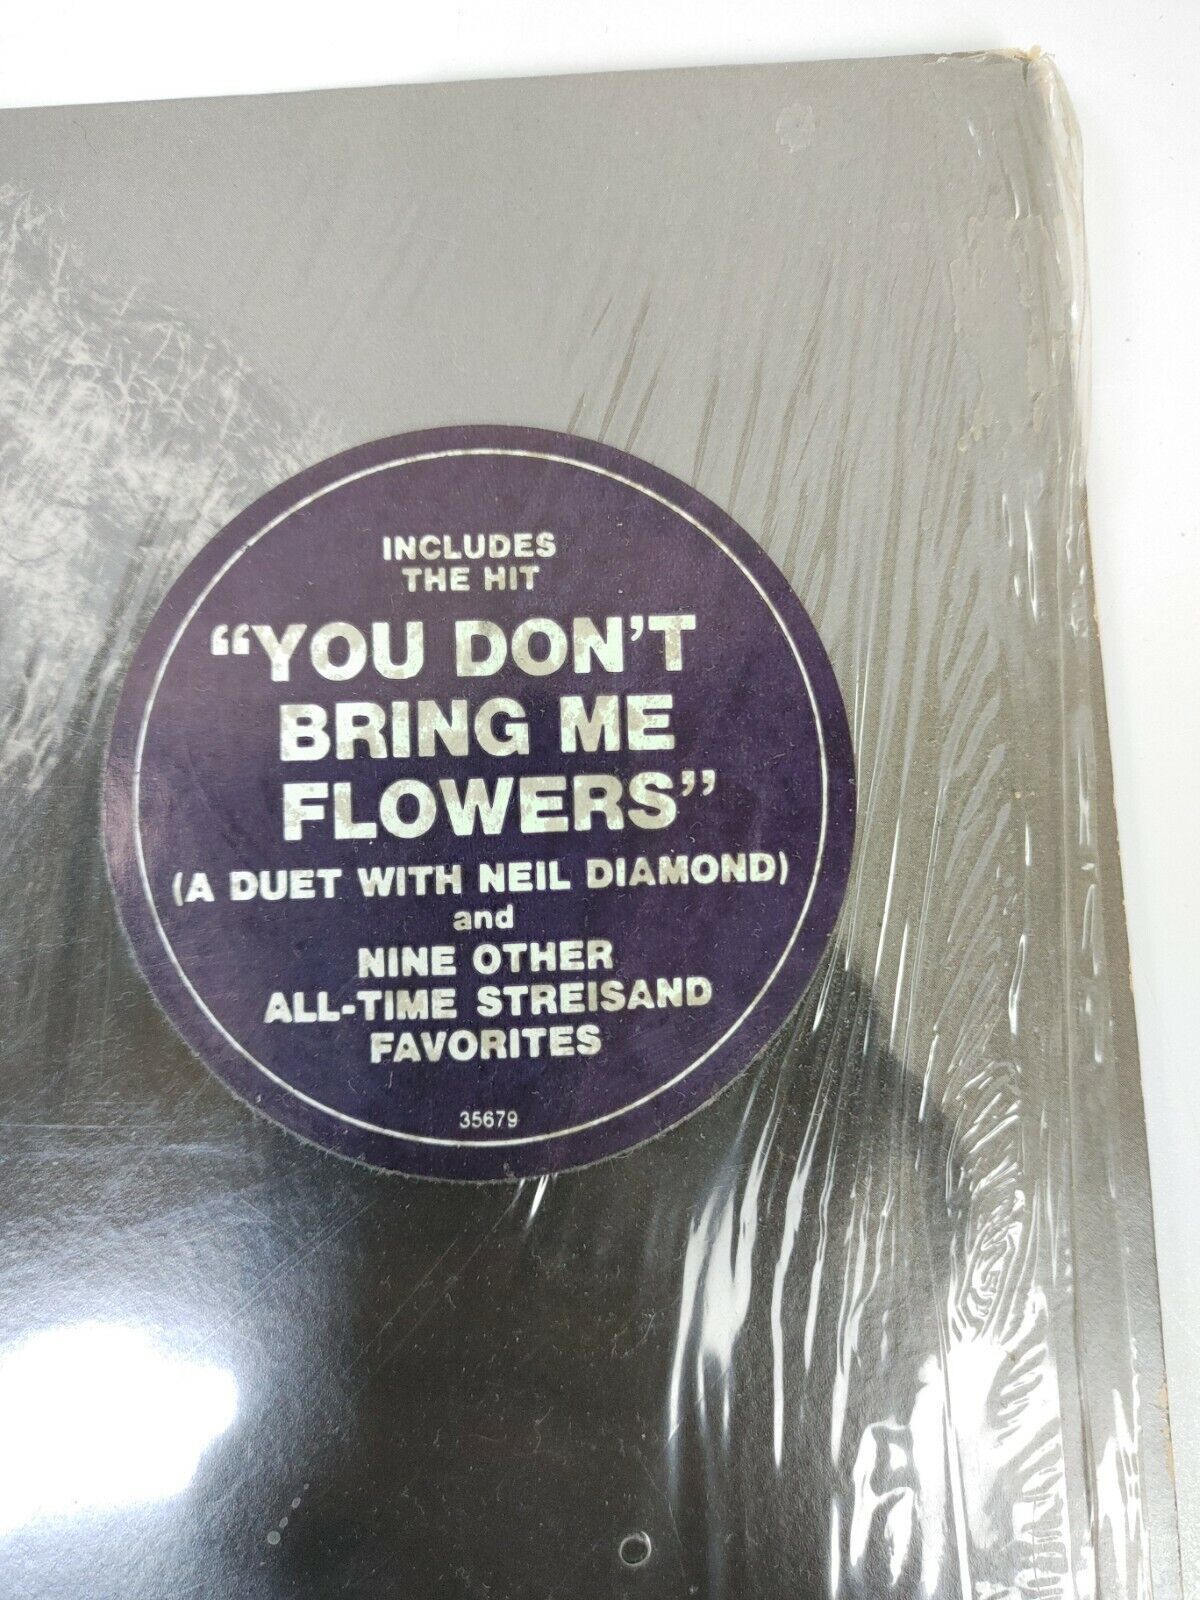 INCLUDES
THE HIT
“YOU DON’T
BRING ME
FLOWERS”
(A DUET WITH NEIL DIAMOND)
and
NINE OTHER
ALL-TIME STREISAND
FAVORITES
35679